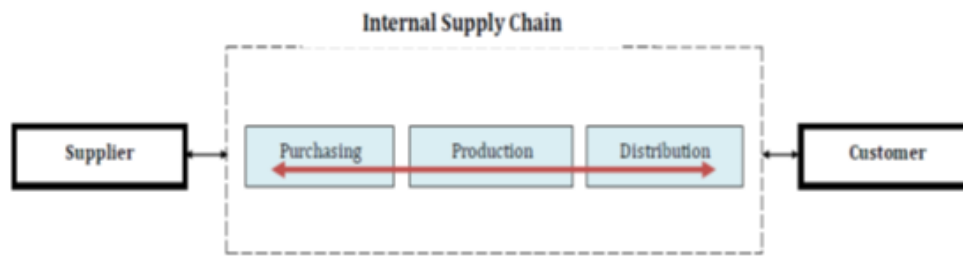 Internal Supply Chain
Supplier
Purchasing
Production
Distribution
Customer